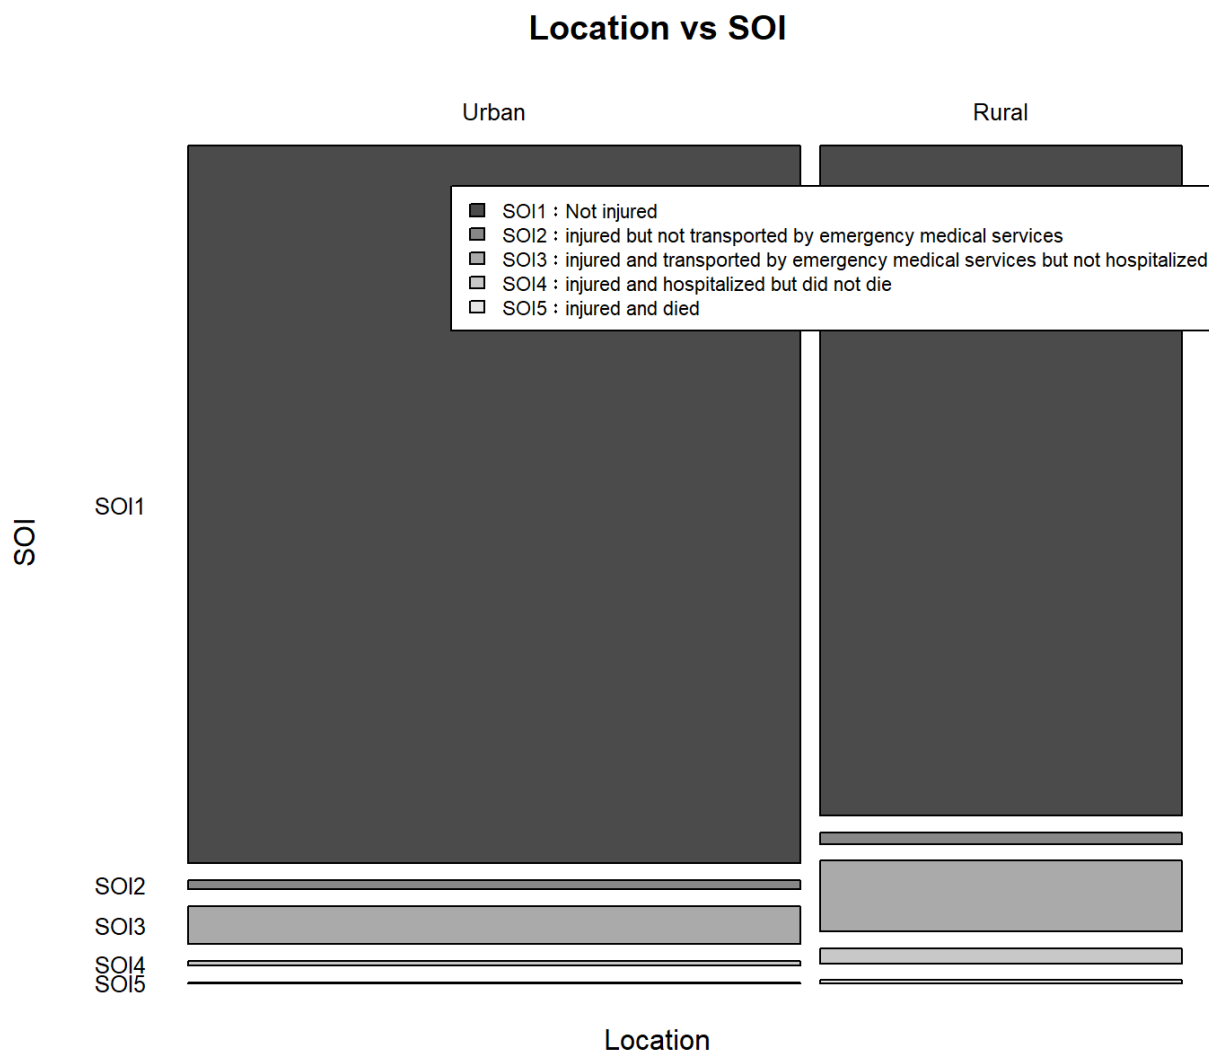 Location vs SOI
Urban Rural
SOI1 : Not injured
SOI2 : injured but not transported by emergency medical services
SOI3 : injured and transported by emergency medical services but not hospitalized
SOI4 : injured and hospitalized but did not die
SOI5 : injured and died
SOI
SOI1
SOI2
SOI3
SOI4
SOI5
Location